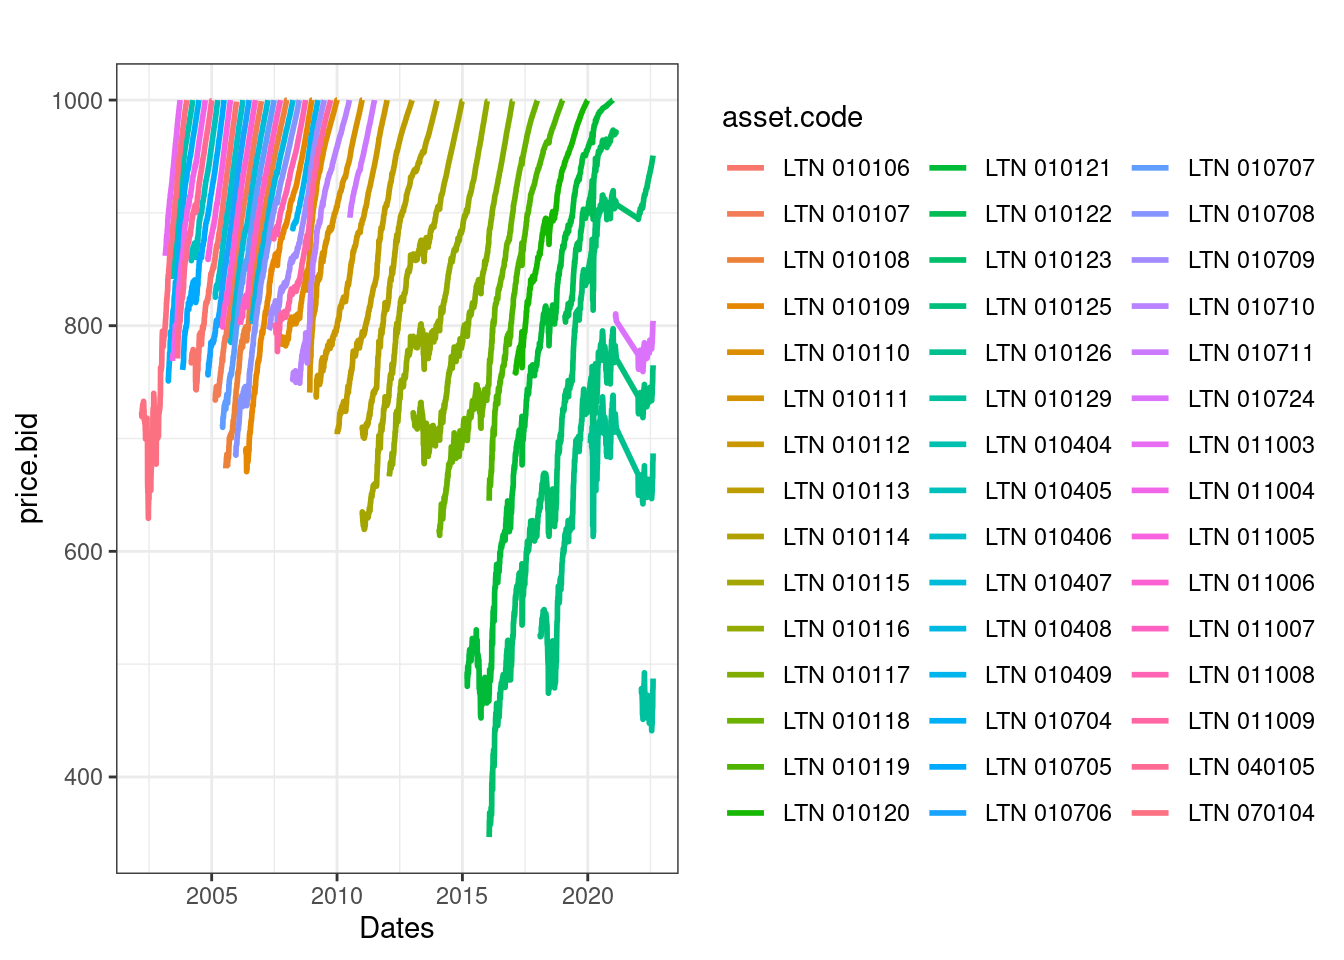 asset.code
LTN 010106 LTN 010121 LTN 010707
LTN 010107 LTN 010122 LTN 010708
LTN 010108 LTN 010123 LTN 010709
LTN 010109 LTN 010125 LTN 010710
LTN 010110 LTN 010126 LTN 010711
LTN 010111 LTN 010129 LTN 010724
LTN 010112 LTN 010404 LTN 011003
LTN 010113 LTN 010405 LTN 011004
LTN 010114 LTN 010406 LTN 011005
LTN 010115 LTN 010407 LTN 011006
LTN 010116 LTN 010408 LTN 011007
LTN 010117 LTN 010409 LTN 011008
LTN 010118 LTN 010704 LTN 011009
LTN 010119 LTN 010705 LTN 040105
LTN 010120 LTN 010706 LTN 070104
price.bid
1000
800
600
400
2005 2010 2015 2020
Dates